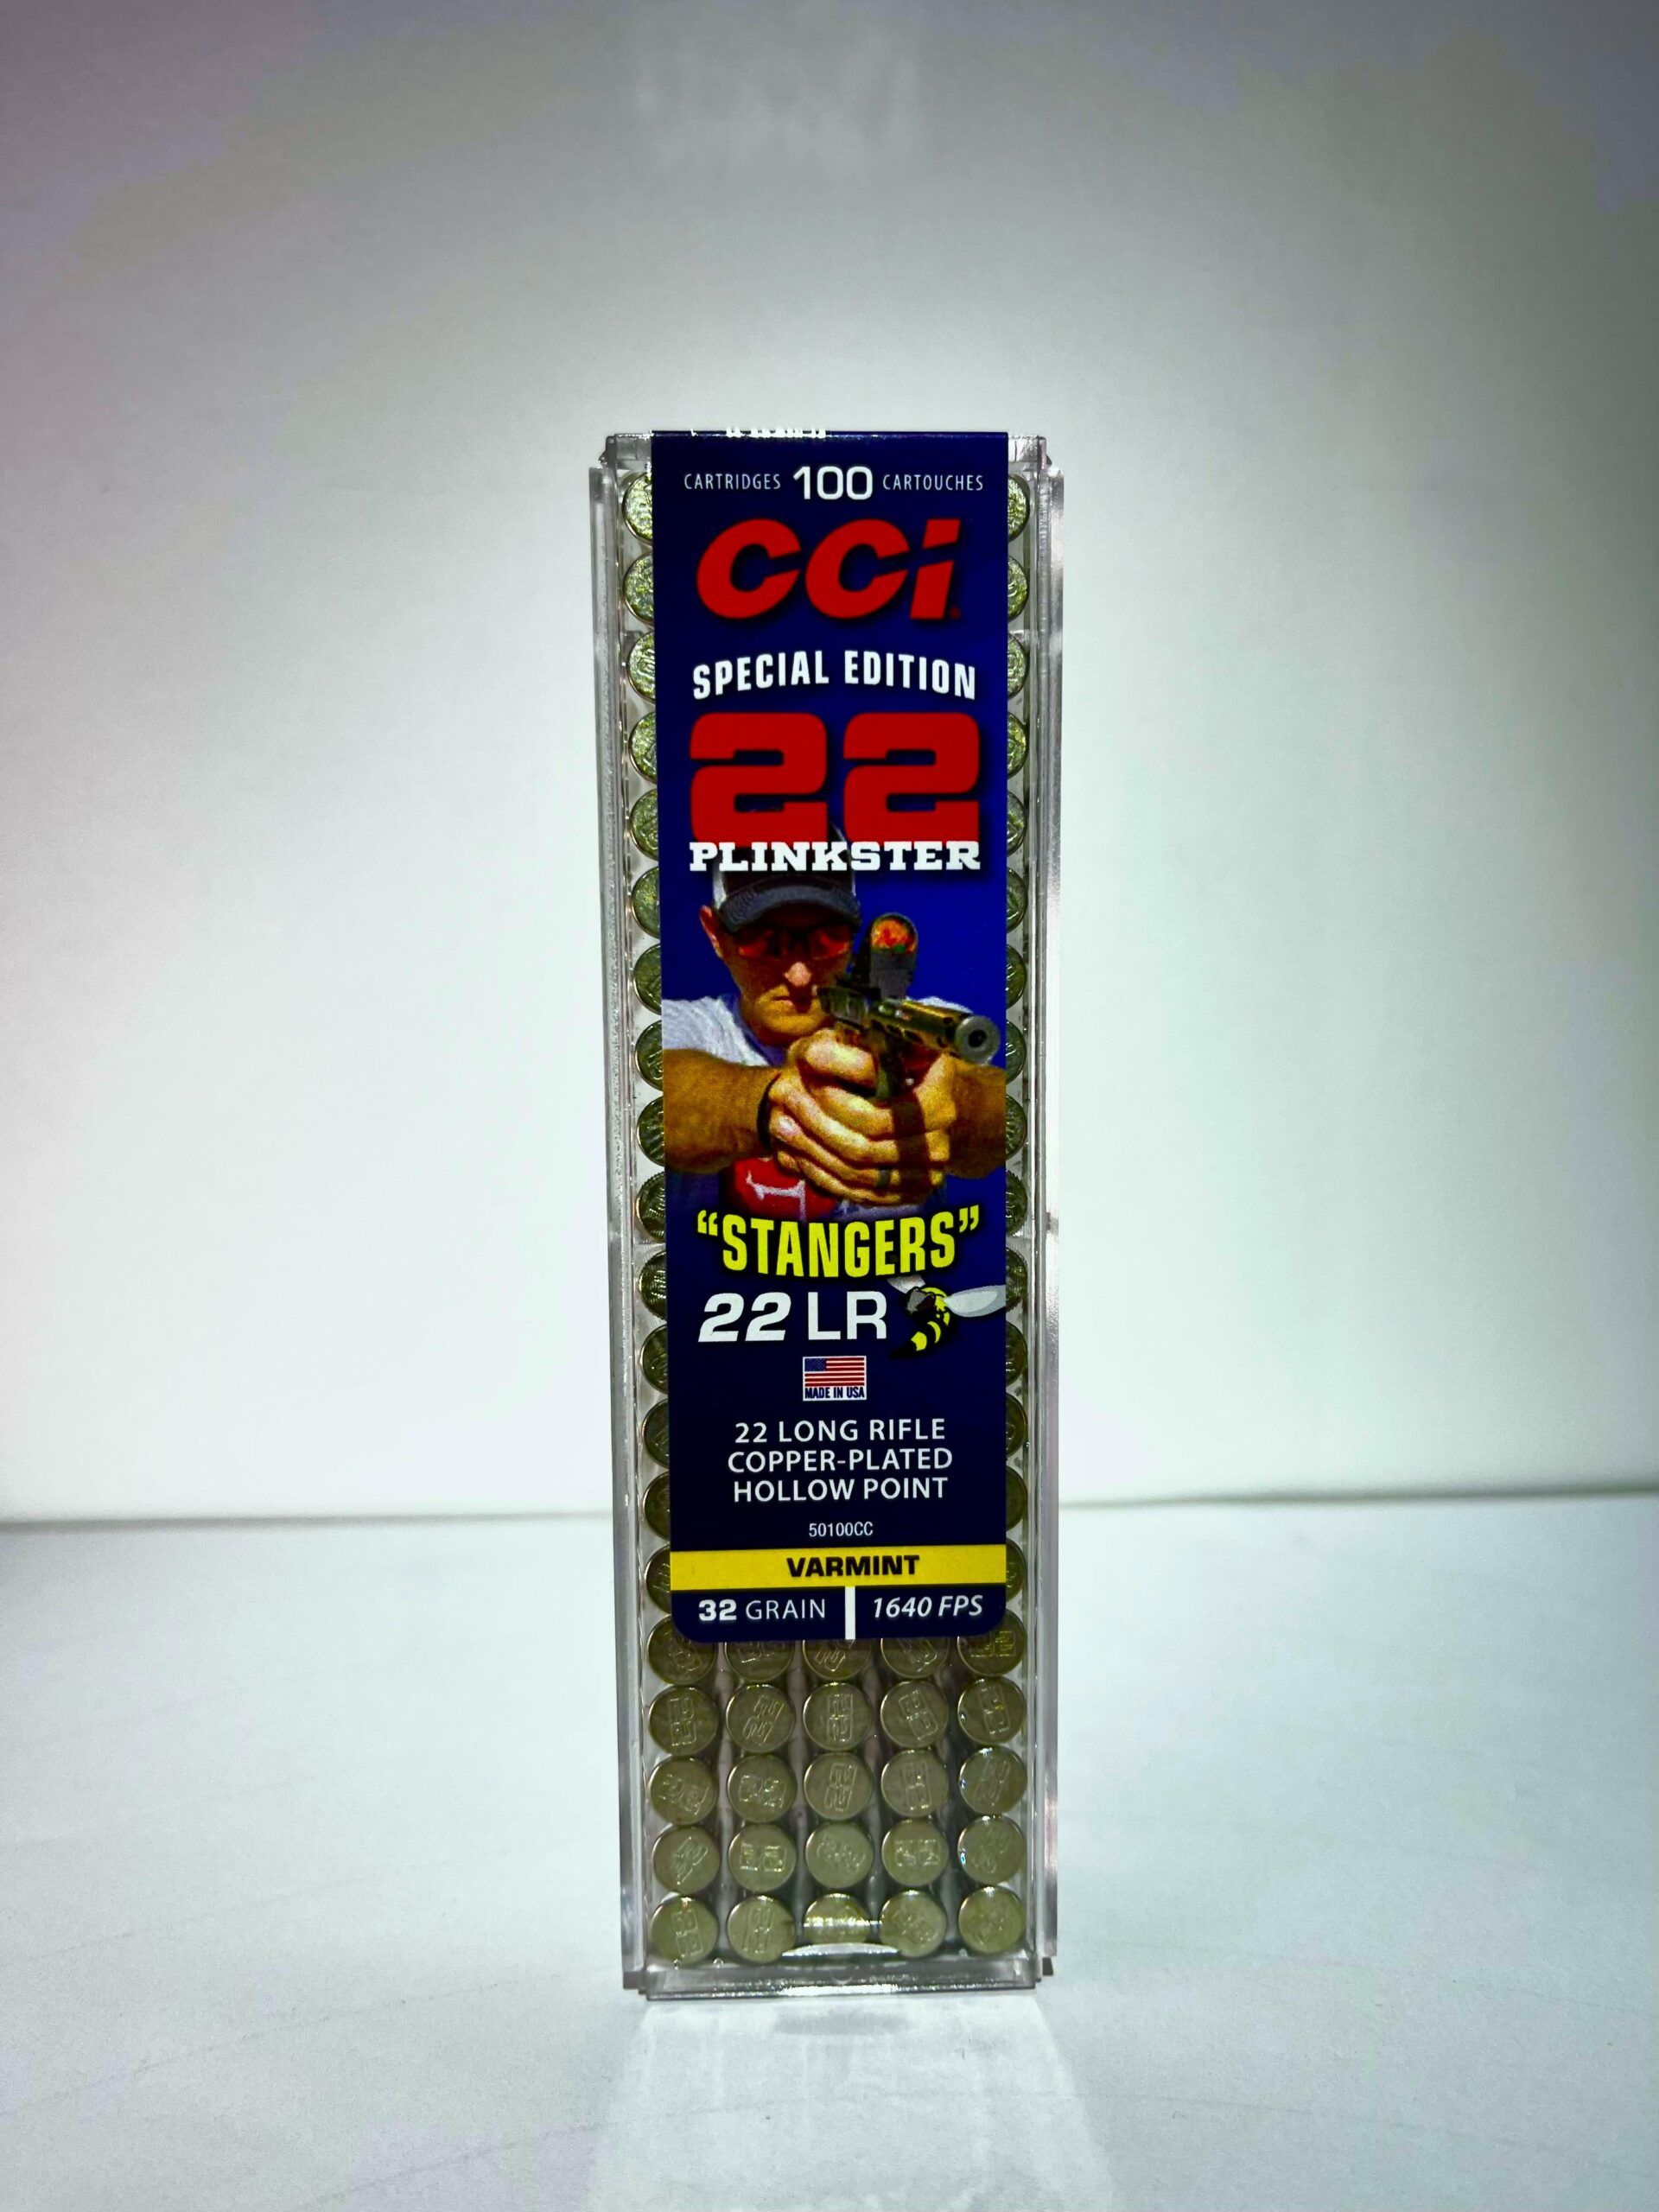 CARTRIDGES 100 CARTOUCHES
CCI
SPECIAL EDITION
22
PLINKSTER
"STANGERS"
22 LR
MADE IN USA
22 LONG RIFLE
COPPER-PLATED
HOLLOW POINT
50100CC
VARMINT
32 GRAIN | 1640 FPS